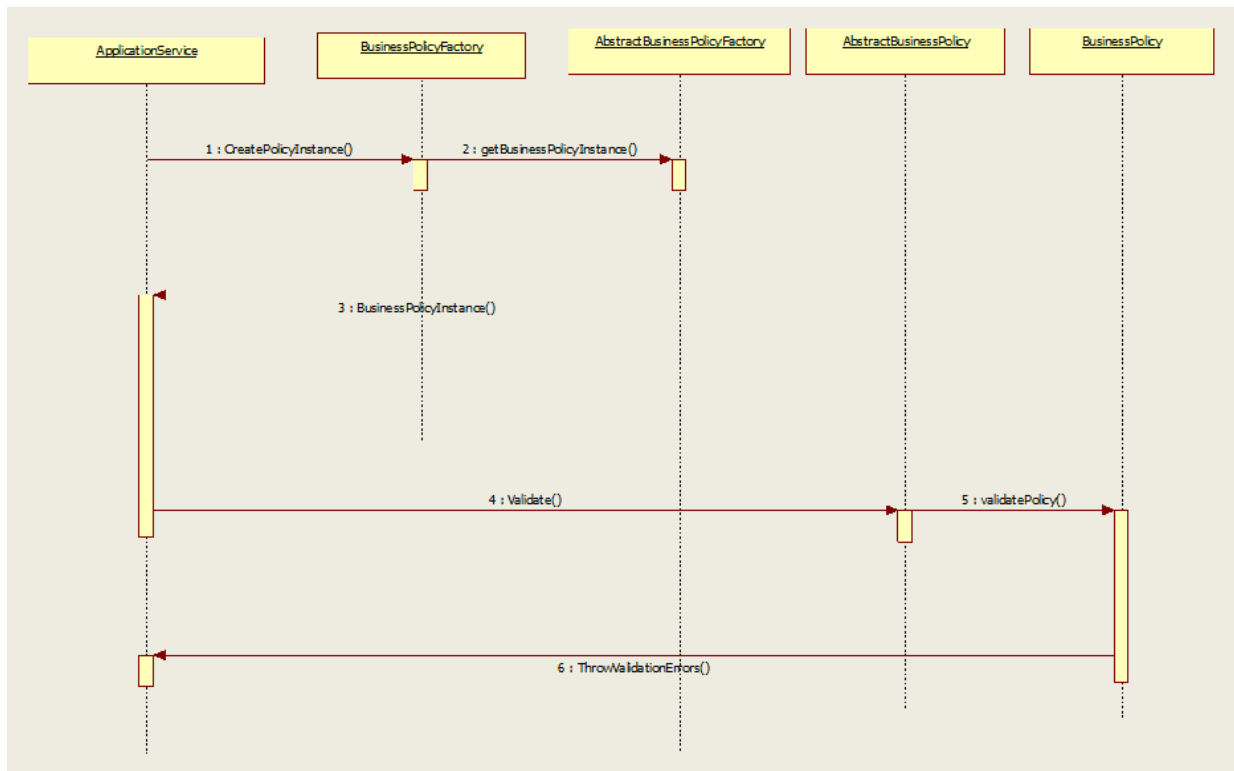 ApplicationService
BusinessPolicyFactory
AbstractBusinessPolicyFactory
AbstractBusinessPolicy
BusinessPolicy
1 : CreatePolicyInstance()
2 : getBusinessPolicyInstance()
3 : BusinessPolicyInstance()
4 : Validate()
5 : validatePolicy()
6 : ThrowValidationErrors()